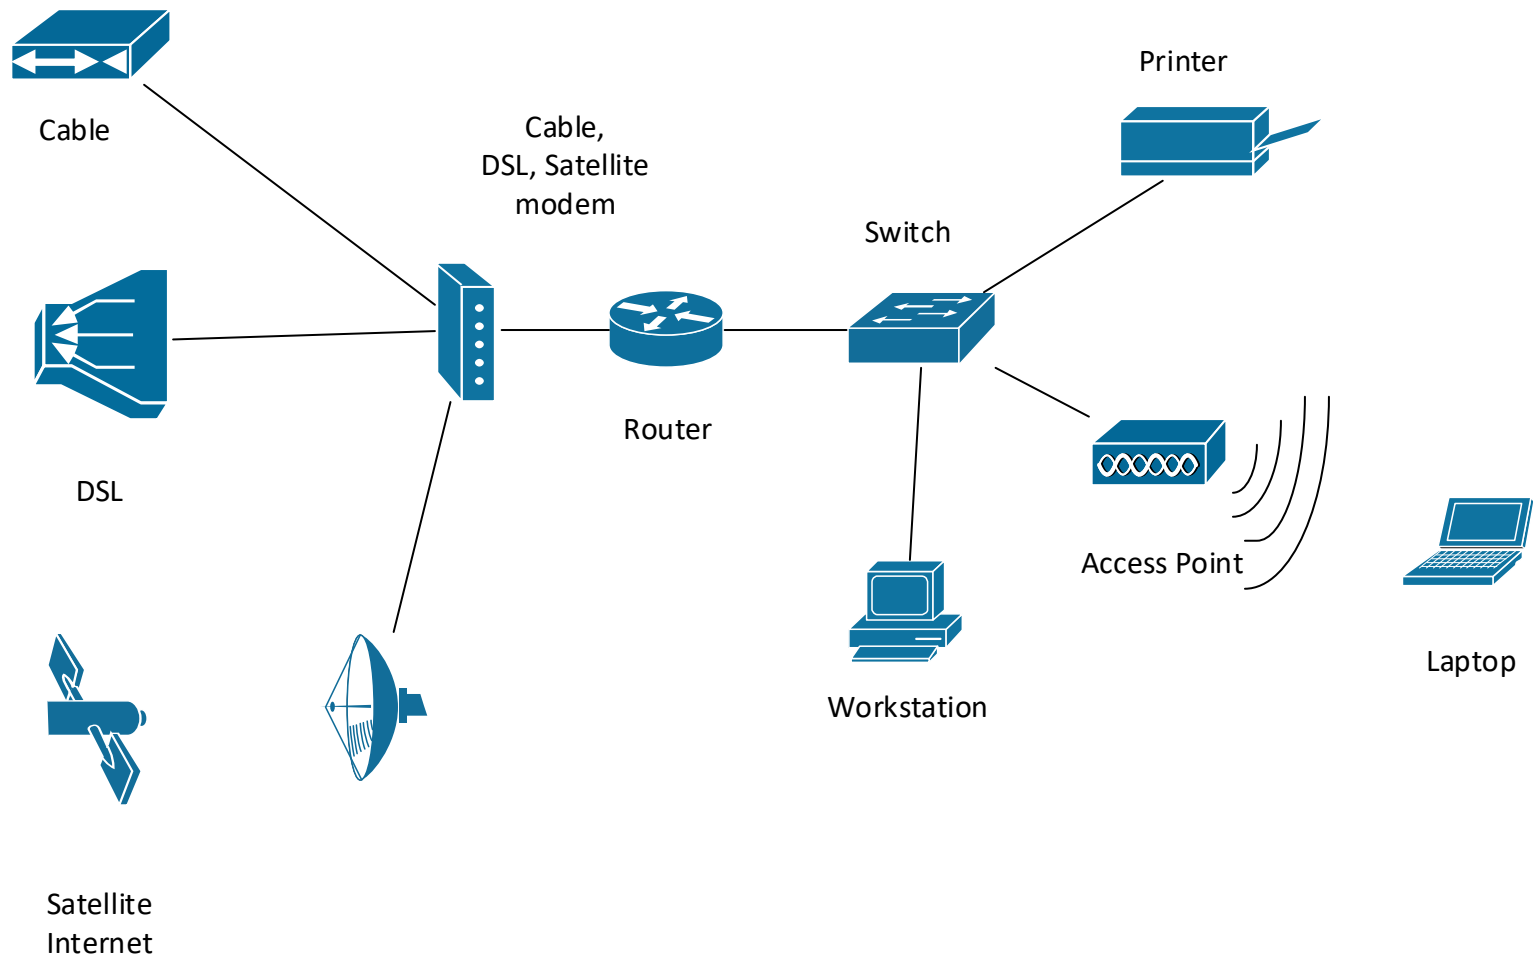 Cable
Cable,
DSL, Satellite
modem
Printer
Switch
Router
DSL
Access Point
Workstation
Laptop
Satellite
Internet